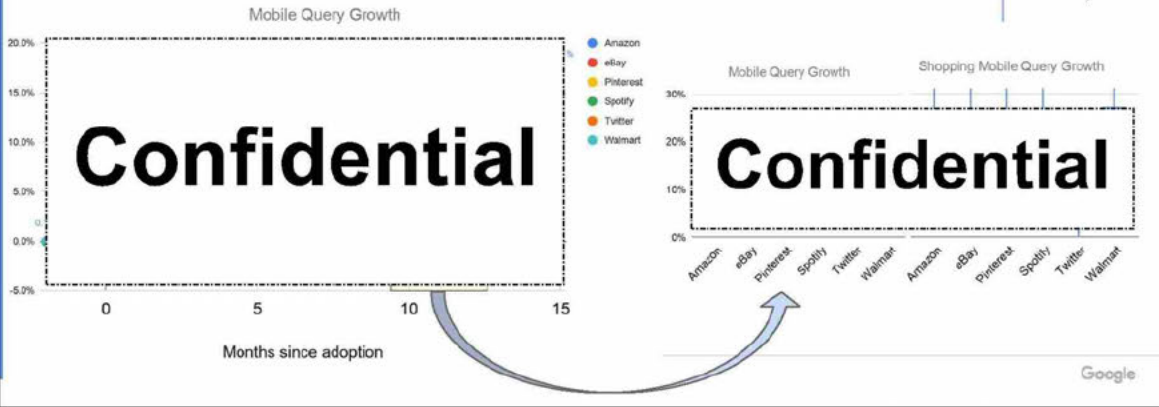 Mobile Query Growth
20.0%
15.0%
10.0%
5.0%
0.0%
-5.0%
Confidential
0 5 10 15
Months since adoption
Amazon
eBay
Pinterest
Spotify
Twitter
Walmart
Mobile Query Growth
Shopping Mobile Query Growth
30%
20%
10%
0%
Confidential
Amazon eBay Pinterest Spotify Twitter Walmart
Amazon eBay Pinterest Spotify Twitter Walmart
Google